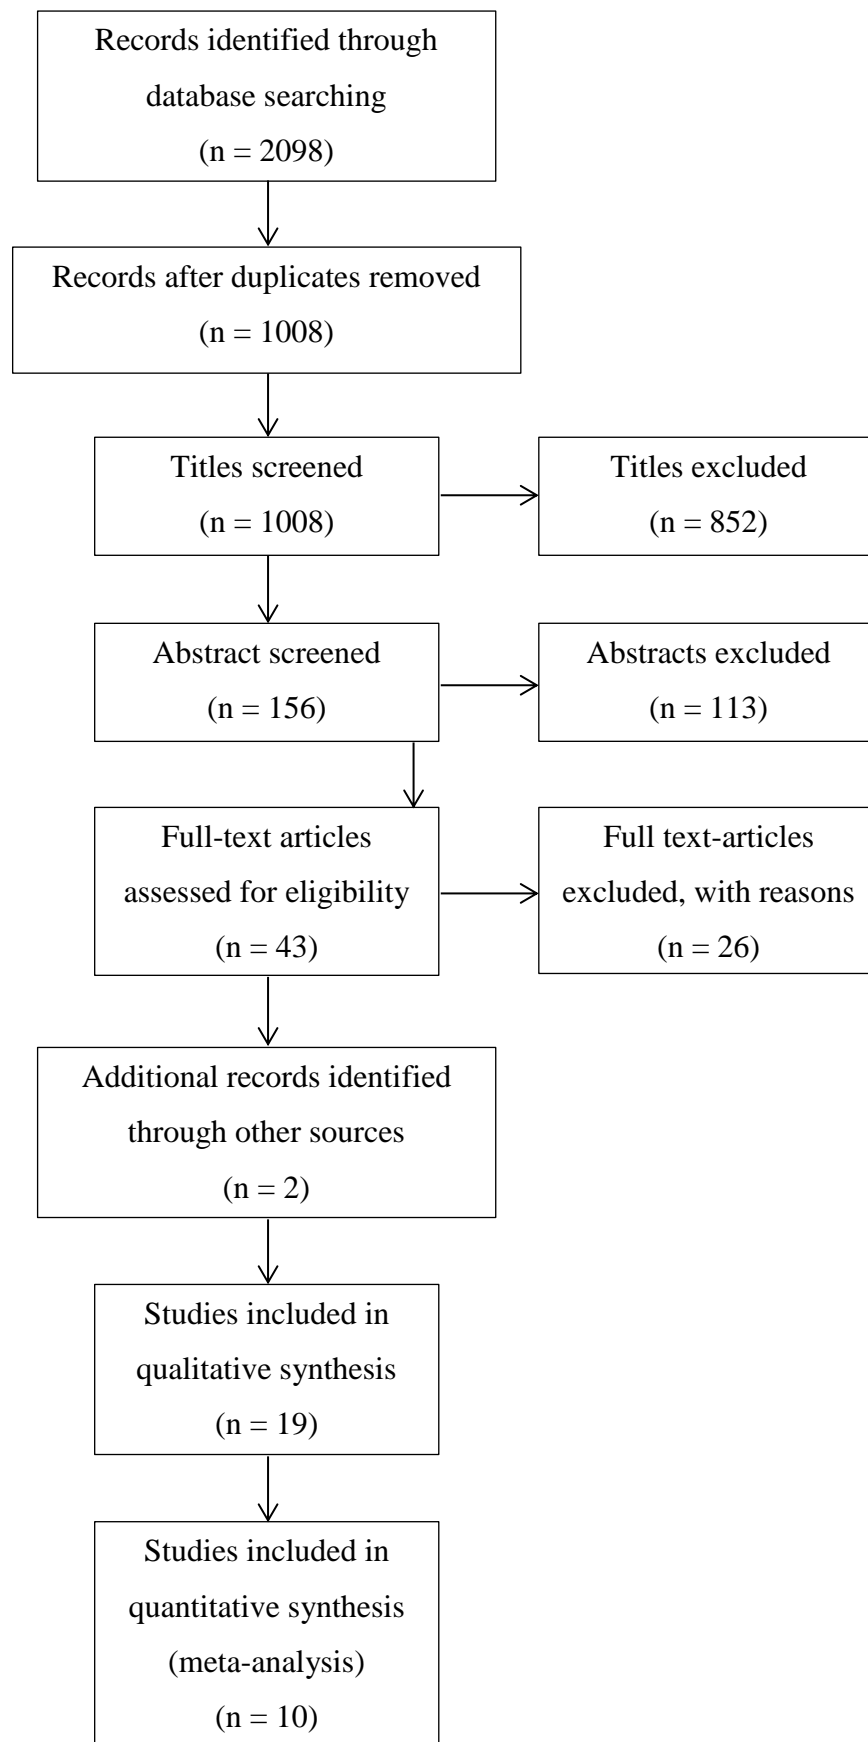 Records identified through
database searching
(n = 2098)
Records after duplicates removed
(n = 1008)
Titles screened
(n = 1008)
Titles excluded
(n = 852)
Abstract screened
(n = 156)
Abstracts excluded
(n = 113)
Full-text articles
assessed for eligibility
(n = 43)
Full text-articles
excluded, with reasons
(n = 26)
Additional records identified
through other sources
(n = 2)
Studies included in
qualitative synthesis
(n = 19)
Studies included in
quantitative synthesis
(meta-analysis)
(n = 10)